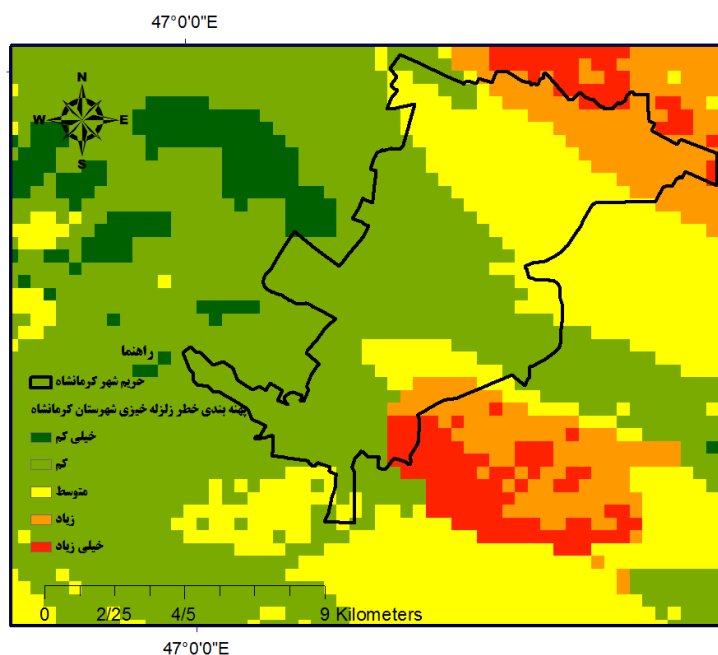 47°0'0"E
N
W E
S
راهنما
حریم شهر کرمانشاه
پهنه بندی خطر زلزله خیزی شهرستان کرمانشاه
خیلی کم
کم
متوسط
زیاد
خیلی زیاد
0 2/25 4/5 9 Kilometers
47°0'0"E